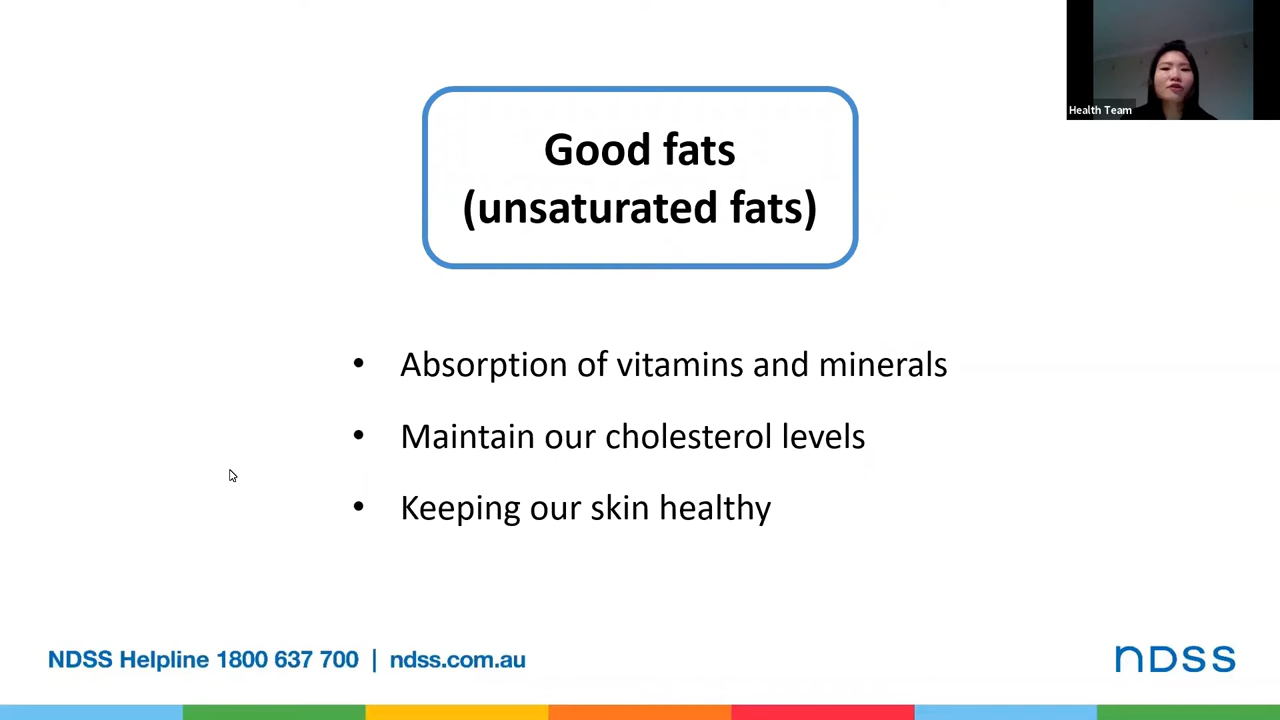 Health Team
Good fats
(unsaturated fats)
• Absorption of vitamins and minerals
• Maintain our cholesterol levels
• Keeping our skin healthy
NDSS Helpline 1800 637 700 | ndss.com.au
ndss